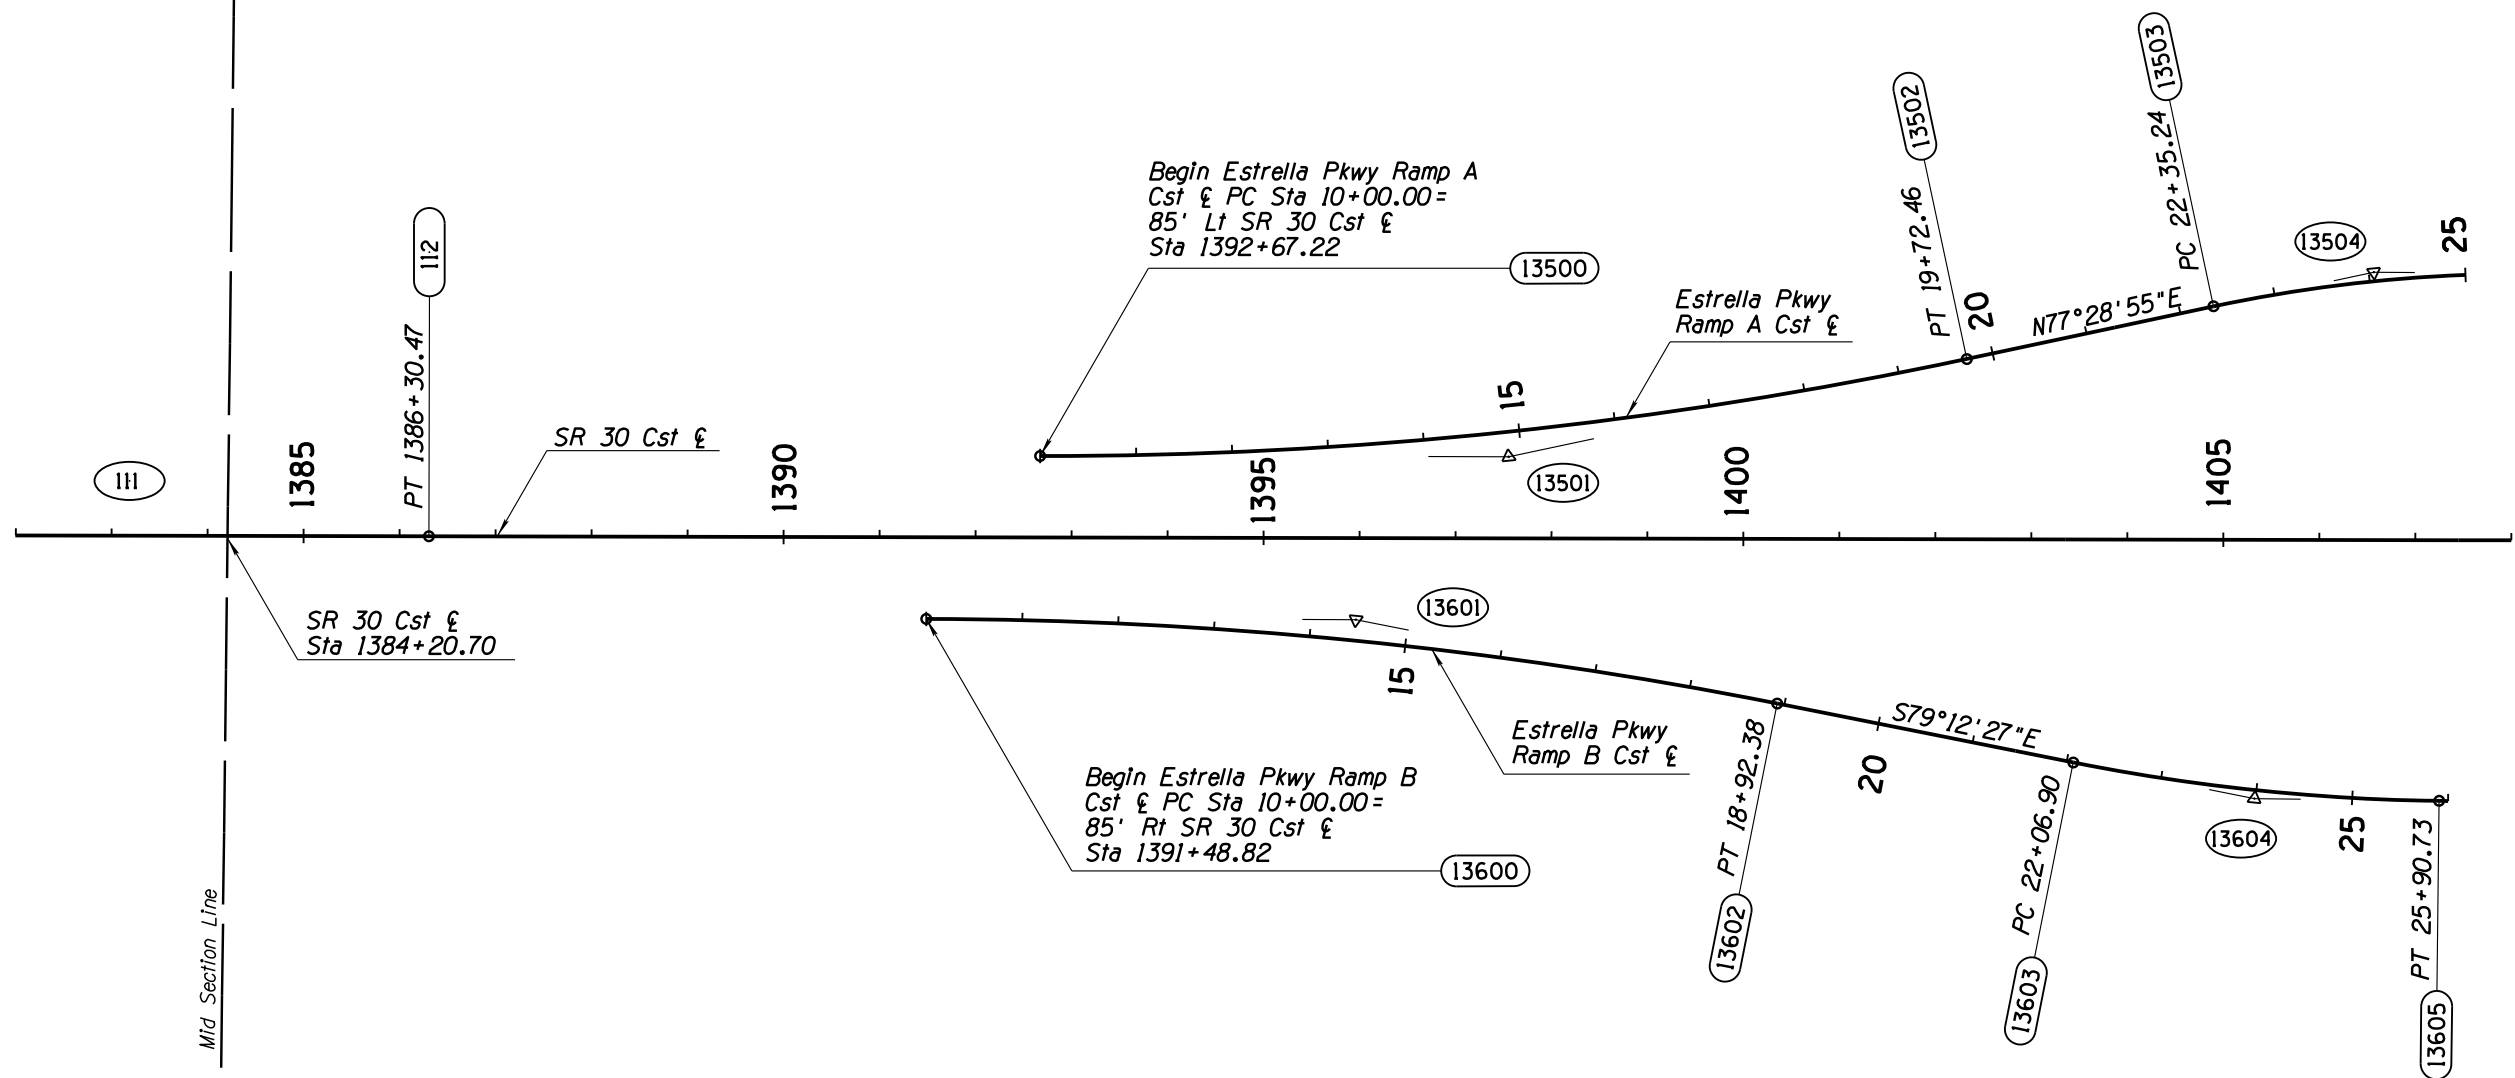 13503
13502
PC 22+35.24
PT 19+72.46
Begin Estrella Pkwy Ramp A
Cst ℄ PC Sta 10+00.00=
85' Lt SR 30 Cst ℄
Sta 1392+67.22
13500
112
PT 1386+30.47
13504
25
Estrella Pkwy
Ramp A Cst ℄
20
N77°28'55"E
15
SR 30 Cst ℄
111
1385
1390
1395
13501
1400
1405
SR 30 Cst ℄
Sta 1384+20.70
13601
15
Estrella Pkwy
Ramp B Cst ℄
S79°12'27"E
20
Begin Estrella Pkwy Ramp B
Cst ℄ PC Sta 10+00.00=
85' Rt SR 30 Cst ℄
Sta 1391+48.82
13600
PT 18+92.38
13602
PC 22+06.90
13603
13604
25
PT 25+90.73
13605
Mid Section Line